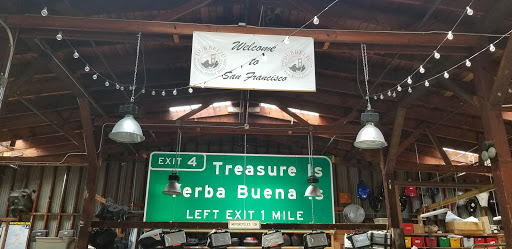 Welcome
to
San Francisco
EXIT 4
Treasure Is
erba Buena Is
LEFT EXIT 1 MILE